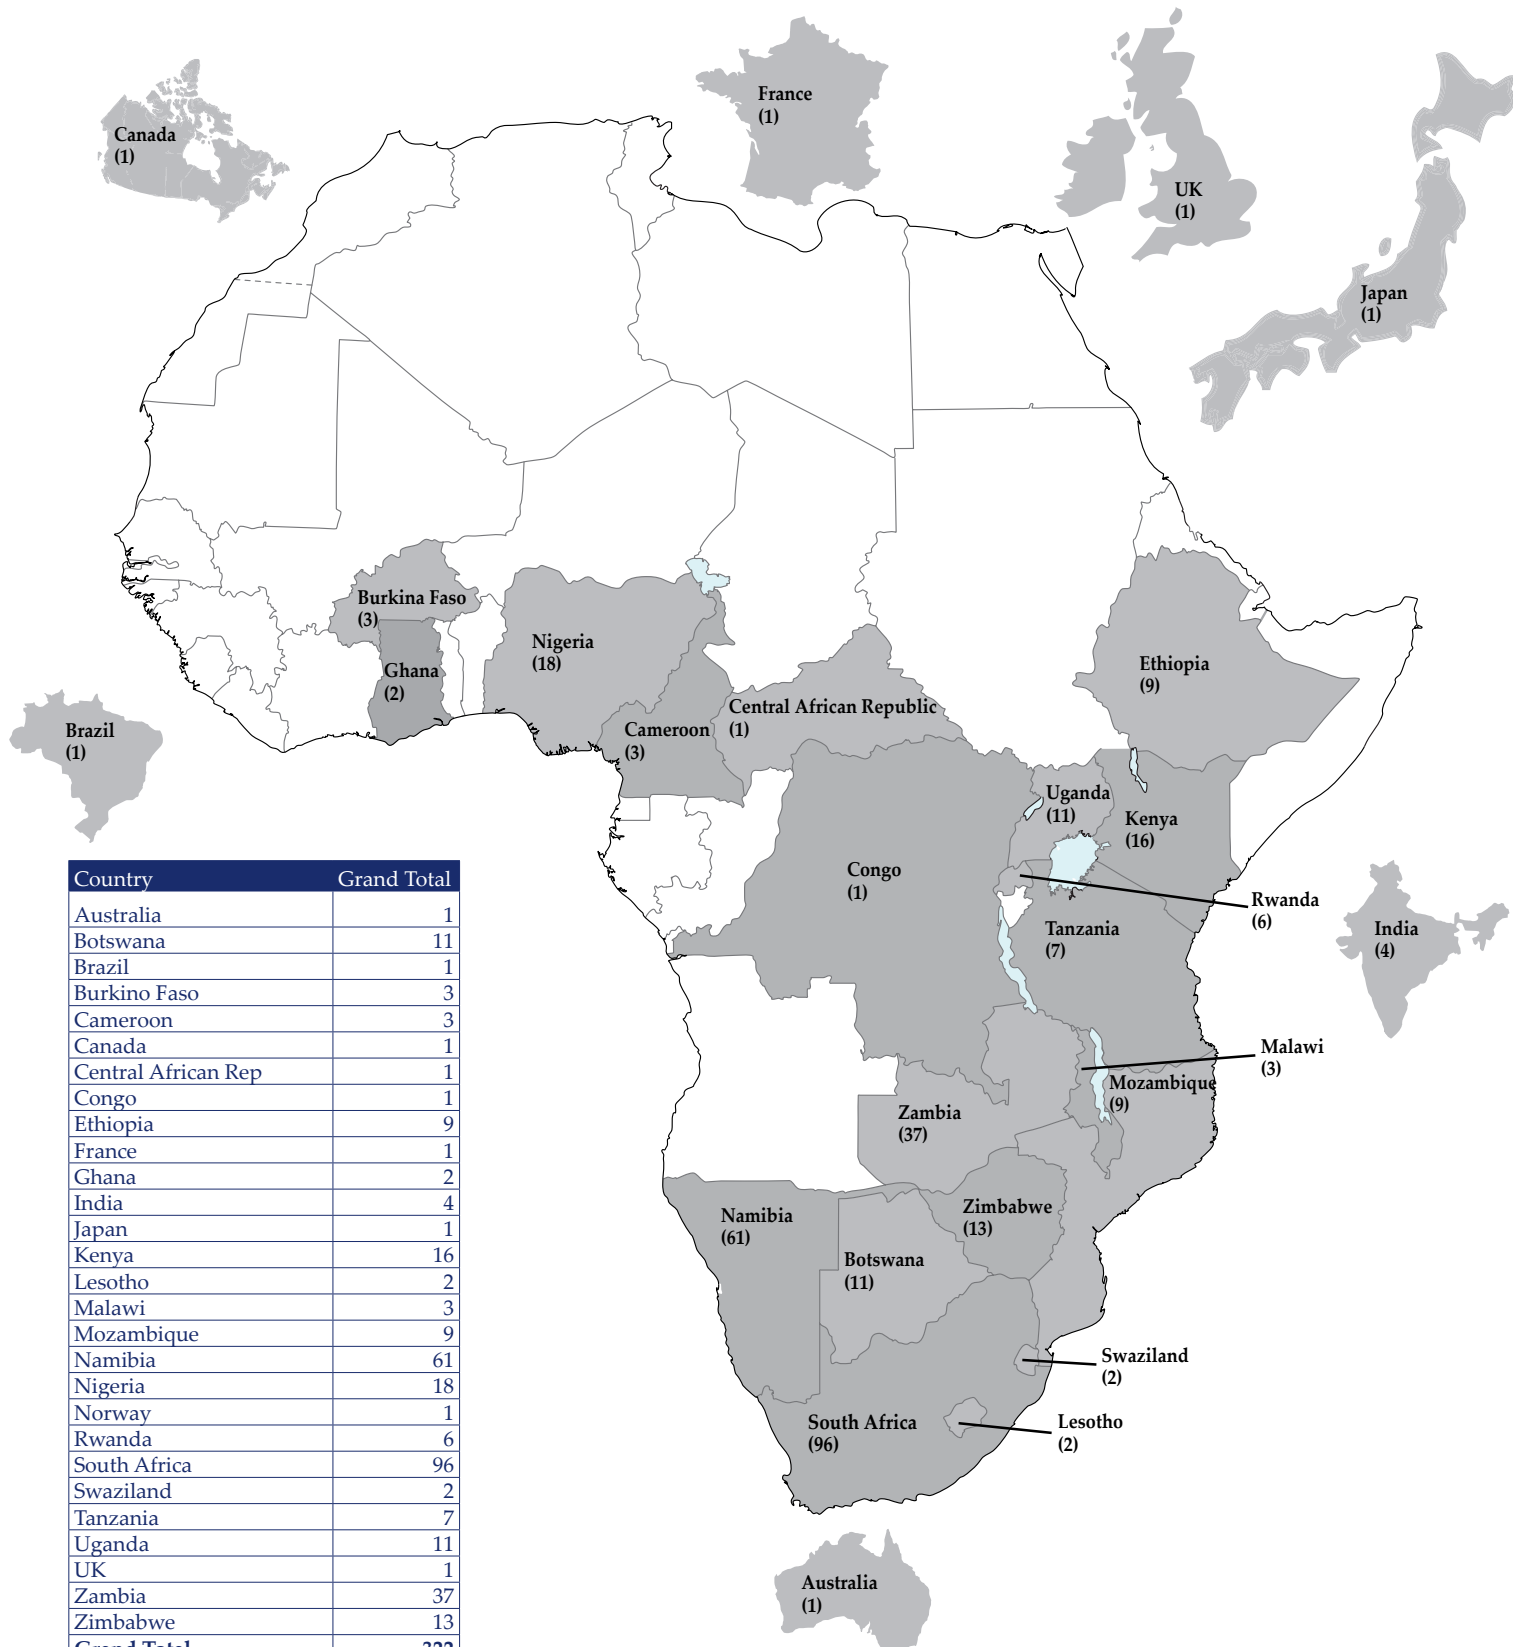 France
(1)
Canada
(1)
UK
(1)
Japan
(1)
Burkina Faso
(3)
Nigeria
(18)
Ghana
(2)
Ethiopia
(9)
Central African Republic
(1)
Cameroon
(3)
Brazil
(1)
Uganda
(11)
Kenya
(16)
Congo
(1)
Rwanda
(6)
Tanzania
(7)
India
(4)
Malawi
(3)
Mozambique
(9)
Zambia
(37)
Zimbabwe
(13)
Namibia
(61)
Botswana
(11)
Swaziland
(2)
South Africa
(96)
Lesotho
(2)
Australia
(1)
Country Grand Total
Australia 1
Botswana 11
Brazil 1
Burkino Faso 3
Cameroon 3
Canada 1
Central African Rep 1
Congo 1
Ethiopia 9
France 1
Ghana 2
India 4
Japan 1
Kenya 16
Lesotho 2
Malawi 3
Mozambique 9
Namibia 61
Nigeria 18
Norway 1
Rwanda 6
South Africa 96
Swaziland 2
Tanzania 7
Uganda 11
UK 1
Zambia 37
Zimbabwe 13
Grand Total 322